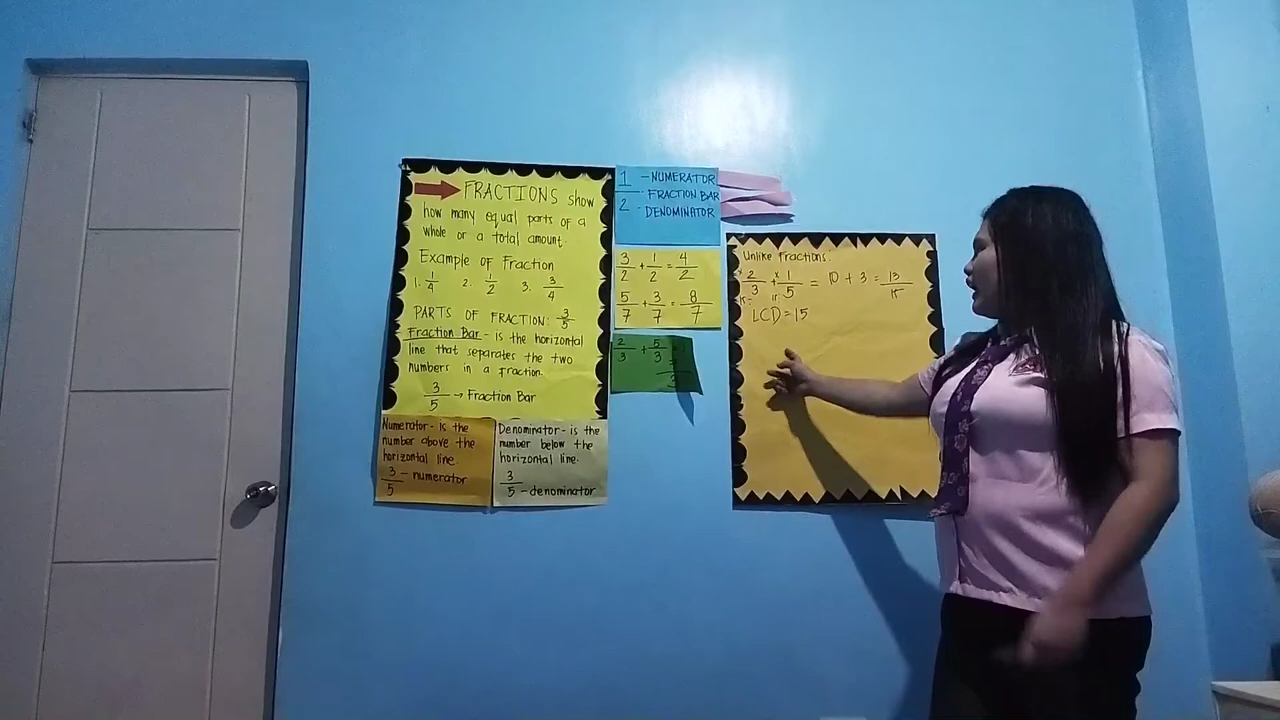 FRACTIONS show
how many equal parts of a
whole or a total amount.
Example of Fraction
1. 1/4 2. 1/2 3. 3/4
PARTS OF FRACTION: 3/5
Fraction Bar - is the horizontal
line that separates the two
numbers in a fraction.
3/5 → Fraction Bar
Numerator - is the
number above the
horizontal line.
3/5 - numerator
Denominator - is the
number below the
horizontal line.
3/5 - denominator
1 - NUMERATOR
- FRACTION BAR
2 - DENOMINATOR
3/2 + 1/2 = 4/2
5/7 + 3/7 = 8/7
2/3 + 5/3
Unlike Fractions:
2/3 + 1/5 = 10 + 3 = 13/15
LCD = 15